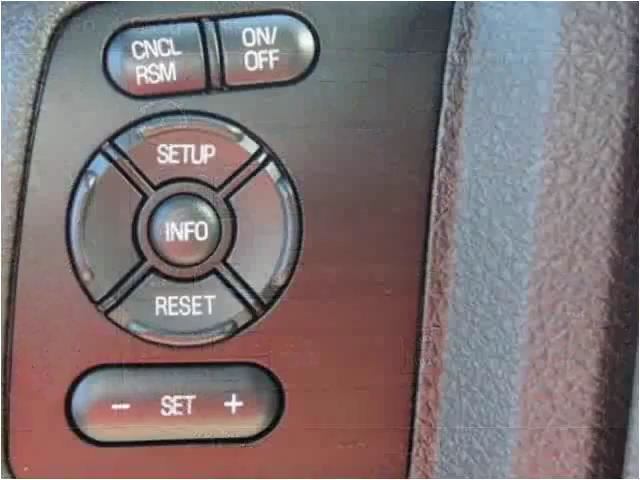 CNCL
RSM
ON/
OFF
SETUP
INFO
RESET
- SET +